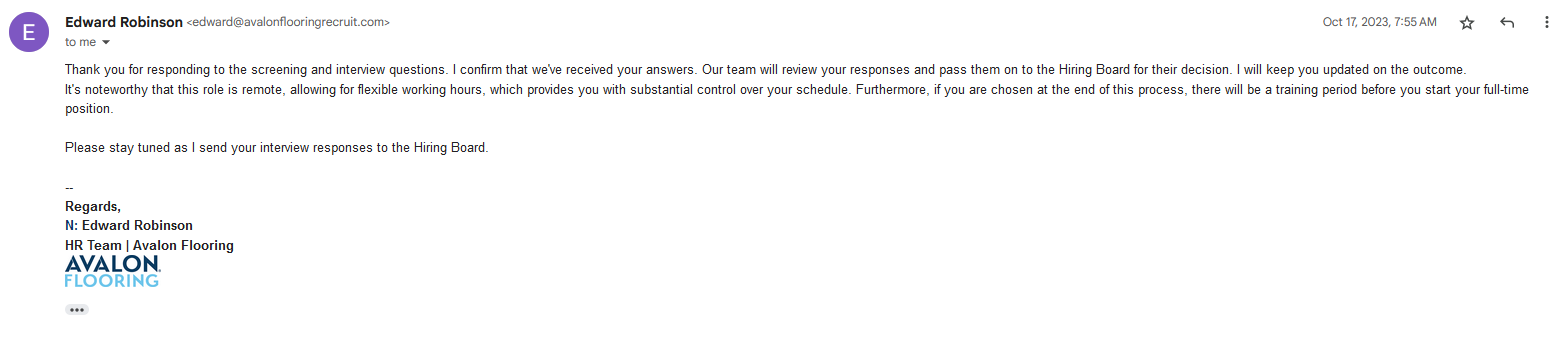 E
Edward Robinson <edward@avalonflooringrecruit.com>
Oct 17, 2023, 7:55 AM
to me
Thank you for responding to the screening and interview questions. I confirm that we've received your answers. Our team will review your responses and pass them on to the Hiring Board for their decision. I will keep you updated on the outcome.
It's noteworthy that this role is remote, allowing for flexible working hours, which provides you with substantial control over your schedule. Furthermore, if you are chosen at the end of this process, there will be a training period before you start your full-time
position.
Please stay tuned as I send your interview responses to the Hiring Board.
--
Regards,
N: Edward Robinson
HR Team | Avalon Flooring
AVALON
FLOORING